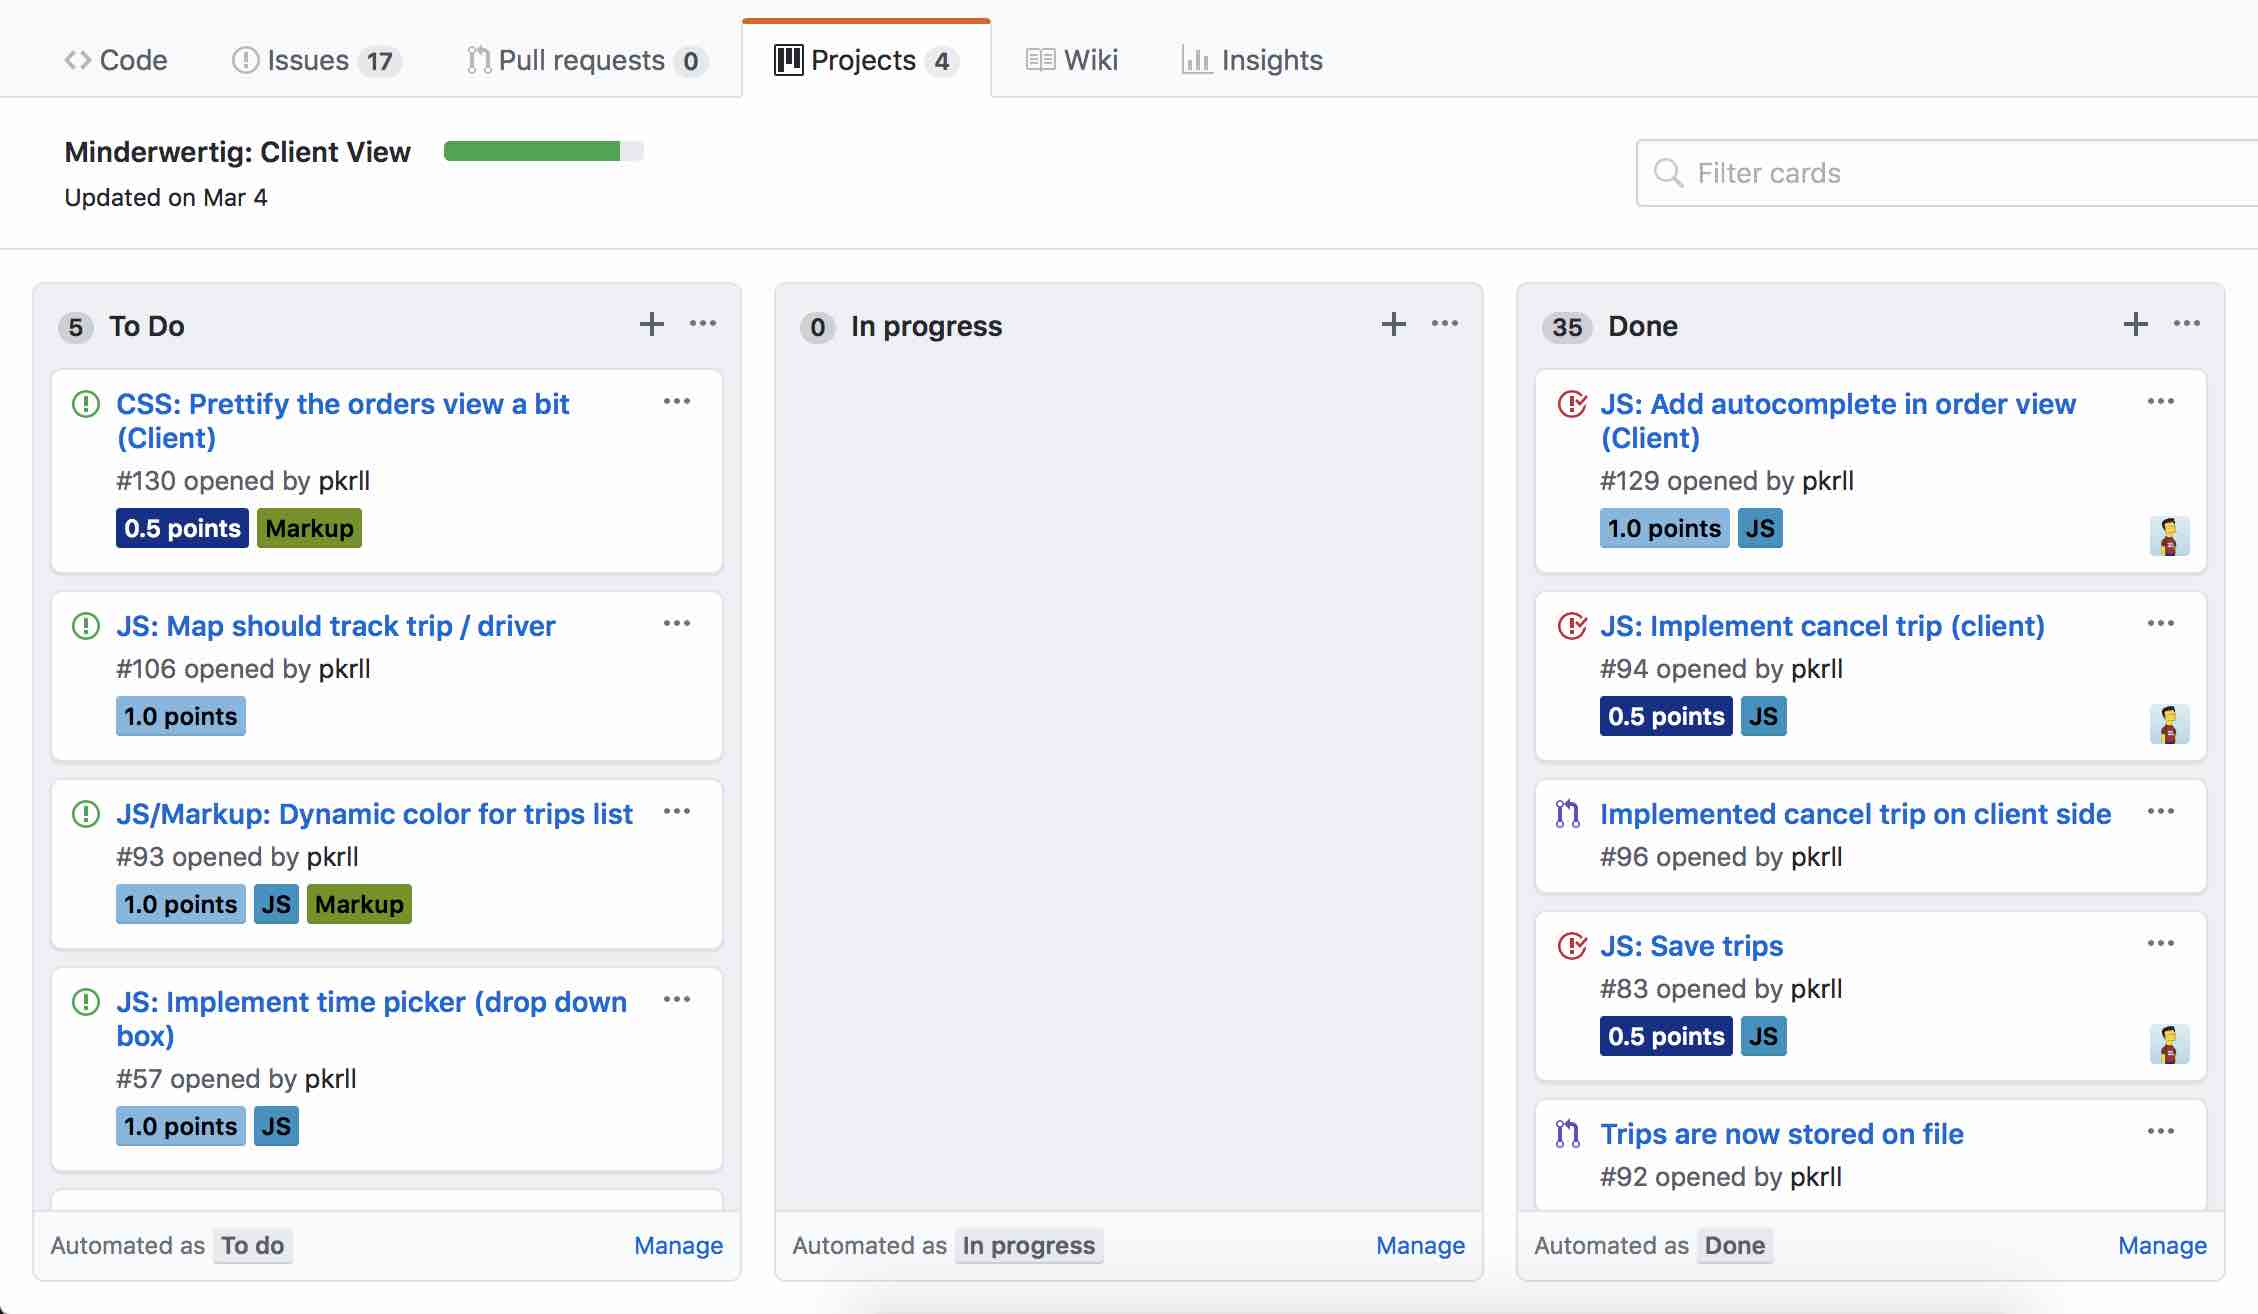 Code Issues 17 Pull requests 0 Projects 4 Wiki Insights
Minderwertig: Client View
Updated on Mar 4
Filter cards
5 To Do
CSS: Prettify the orders view a bit
(Client)
#130 opened by pkrll
0.5 points Markup
JS: Map should track trip / driver
#106 opened by pkrll
1.0 points
JS/Markup: Dynamic color for trips list
#93 opened by pkrll
1.0 points JS Markup
JS: Implement time picker (drop down
box)
#57 opened by pkrll
1.0 points JS
Automated as To do Manage
0 In progress
Automated as In progress Manage
35 Done
JS: Add autocomplete in order view
(Client)
#129 opened by pkrll
1.0 points JS
JS: Implement cancel trip (client)
#94 opened by pkrll
0.5 points JS
Implemented cancel trip on client side
#96 opened by pkrll
JS: Save trips
#83 opened by pkrll
0.5 points JS
Trips are now stored on file
#92 opened by pkrll
Automated as Done Manage